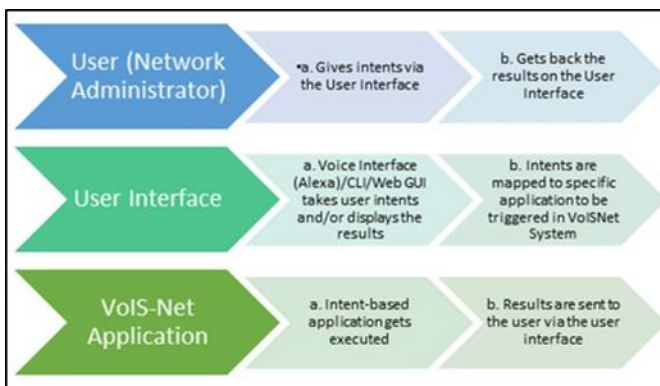 User (Network
Administrator)
•a. Gives intents via
the User Interface
b. Gets back the
results on the User
Interface
User Interface
a. Voice Interface
(Alexa)/CLI/Web GUI
takes user intents
and/or displays the
results
b. Intents are
mapped to specific
application to be
triggered in VoISNet
System
VoIS-Net
Application
a. Intent-based
application gets
executed
b. Results are sent to
the user via the user
interface